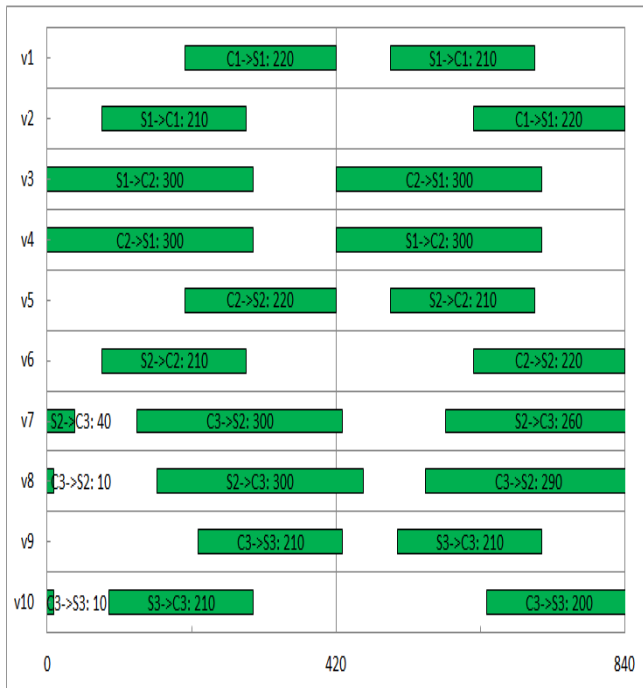 v1 C1->S1: 220 S1->C1: 210
v2 S1->C1: 210 C1->S1: 220
v3 S1->C2: 300 C2->S1: 300
v4 C2->S1: 300 S1->C2: 300
v5 C2->S2: 220 S2->C2: 210
v6 S2->C2: 210 C2->S2: 220
v7 S2->C3: 40 C3->S2: 300 S2->C3: 260
v8 C3->S2: 10 S2->C3: 300 C3->S2: 290
v9 C3->S3: 210 S3->C3: 210
v10 C3->S3: 10 S3->C3: 210 C3->S3: 200
0 420 840